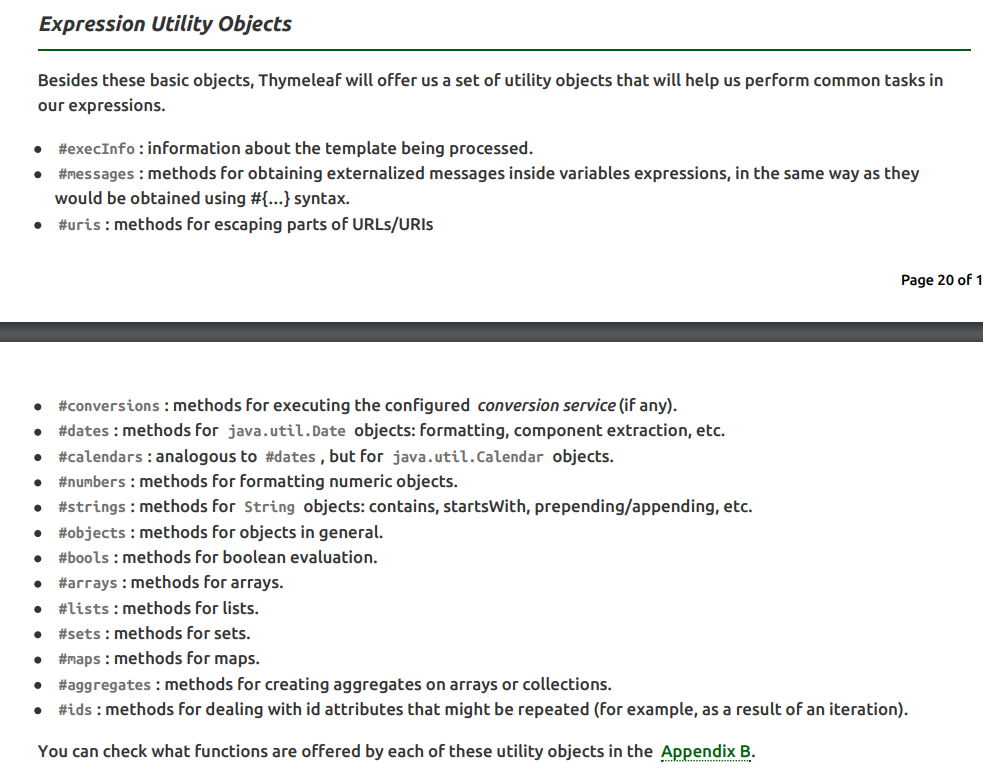 Expression Utility Objects
Besides these basic objects, Thymeleaf will offer us a set of utility objects that will help us perform common tasks in
our expressions.
• #execInfo : information about the template being processed.
• #messages : methods for obtaining externalized messages inside variables expressions, in the same way as they
would be obtained using #{...} syntax.
• #uris : methods for escaping parts of URLs/URIs
Page 20 of 1
• #conversions : methods for executing the configured conversion service (if any).
• #dates : methods for java.util.Date objects: formatting, component extraction, etc.
• #calendars : analogous to #dates , but for java.util.Calendar objects.
• #numbers : methods for formatting numeric objects.
• #strings : methods for String objects: contains, startsWith, prepending/appending, etc.
• #objects : methods for objects in general.
• #bools : methods for boolean evaluation.
• #arrays : methods for arrays.
• #lists : methods for lists.
• #sets : methods for sets.
• #maps : methods for maps.
• #aggregates : methods for creating aggregates on arrays or collections.
• #ids : methods for dealing with id attributes that might be repeated (for example, as a result of an iteration).
You can check what functions are offered by each of these utility objects in the Appendix B.